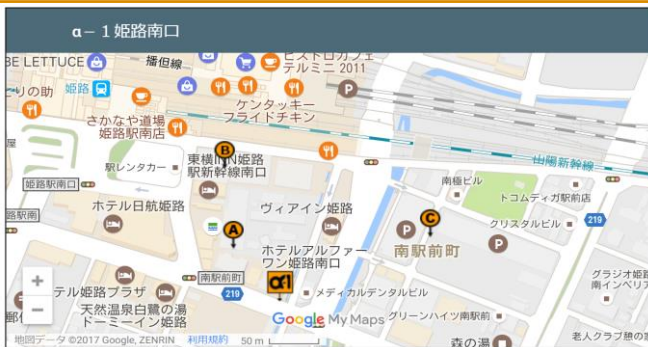 α－１姫路南口
BE LETTUCE
播但線
ビストロカフェ
テルミニ 2011
姫路
とりの助
さかなや道場
姫路駅南店
ケンタッキー
フライドチキン
P
B
東横INN姫路
駅新幹線南口
駅レンタカー
山陽新幹線
姫路駅南口
南極ビル
トコムディガ駅前店
ホテル日航姫路
ヴィアイン姫路
P
C
クリスタルビル
219
路駅南
A
南駅前町
P
ホテルアルファー
ワン姫路南口
南駅前町
α1
グラジオ姫路
南インペリア
+
テル姫路プラザ
219
メディカルデンタルビル
−
天然温泉白鷺の湯
ドーミーイン姫路
Google My Maps
グリーンハイツ南駅前
地図データ ©2017 Google, ZENRIN
利用規約
50 m
森の湯
老人クラブ憩の